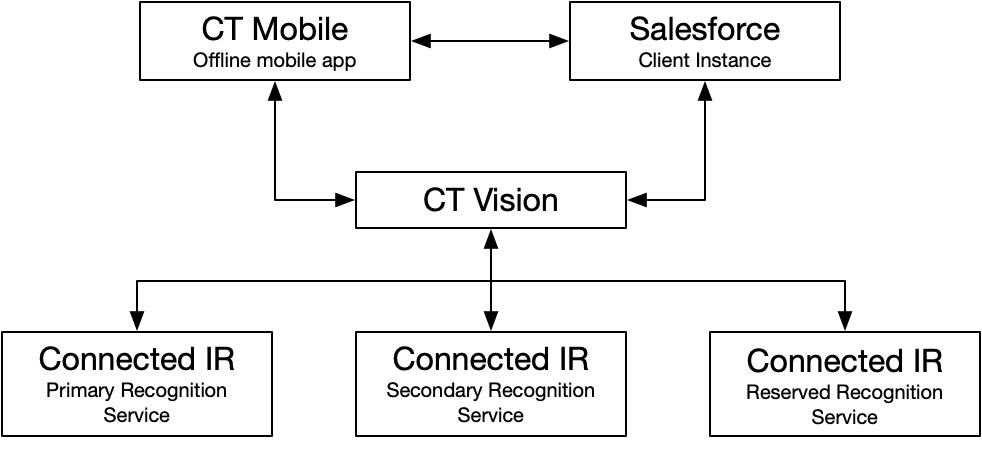 CT Mobile
Offline mobile app
Salesforce
Client Instance
CT Vision
Connected IR
Primary Recognition
Service
Connected IR
Secondary Recognition
Service
Connected IR
Reserved Recognition
Service